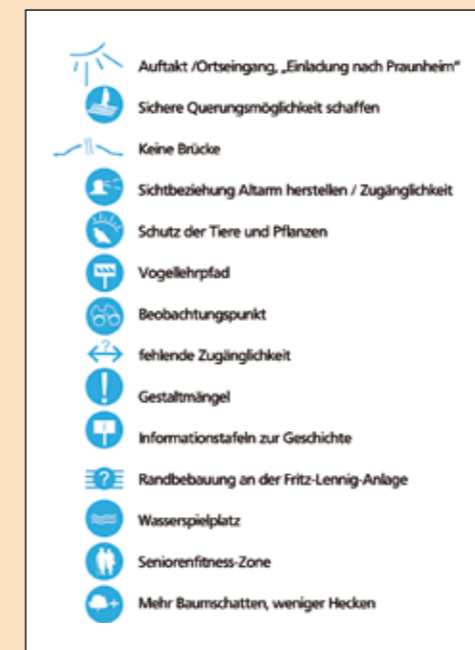 Auftakt /Ortseingang, „Einladung nach Praunheim"
Sichere Querungsmöglichkeit schaffen
Keine Brücke
Sichtbeziehung Altarm herstellen / Zugänglichkeit
Schutz der Tiere und Pflanzen
Vogellehrpfad
Beobachtungspunkt
fehlende Zugänglichkeit
Gestaltmängel
Informationstafeln zur Geschichte
Randbebauung an der Fritz-Lennig-Anlage
Wasserspielplatz
Seniorenfitness-Zone
Mehr Baumschatten, weniger Hecken